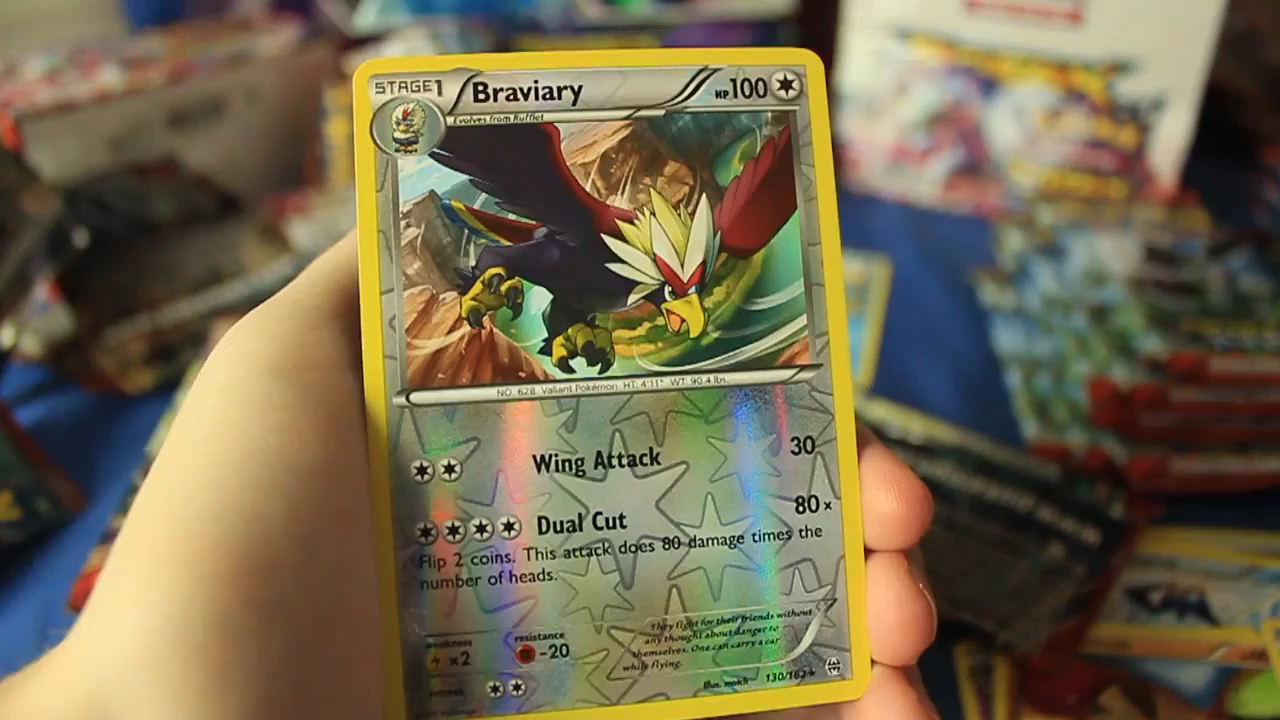 STAGE1 Braviary HP100
Evolves from Rufflet
NO. 628 Valiant Pokémon HT: 4'11" WT: 90.4 lbs.
Wing Attack 30
Dual Cut 80×
Flip 2 coins. This attack does 80 damage times the
number of heads.
weakness ×2
resistance -20
They fight for their friends without
any thought about danger to
themselves. One can carry a car
while flying.
Illus. match 130/162